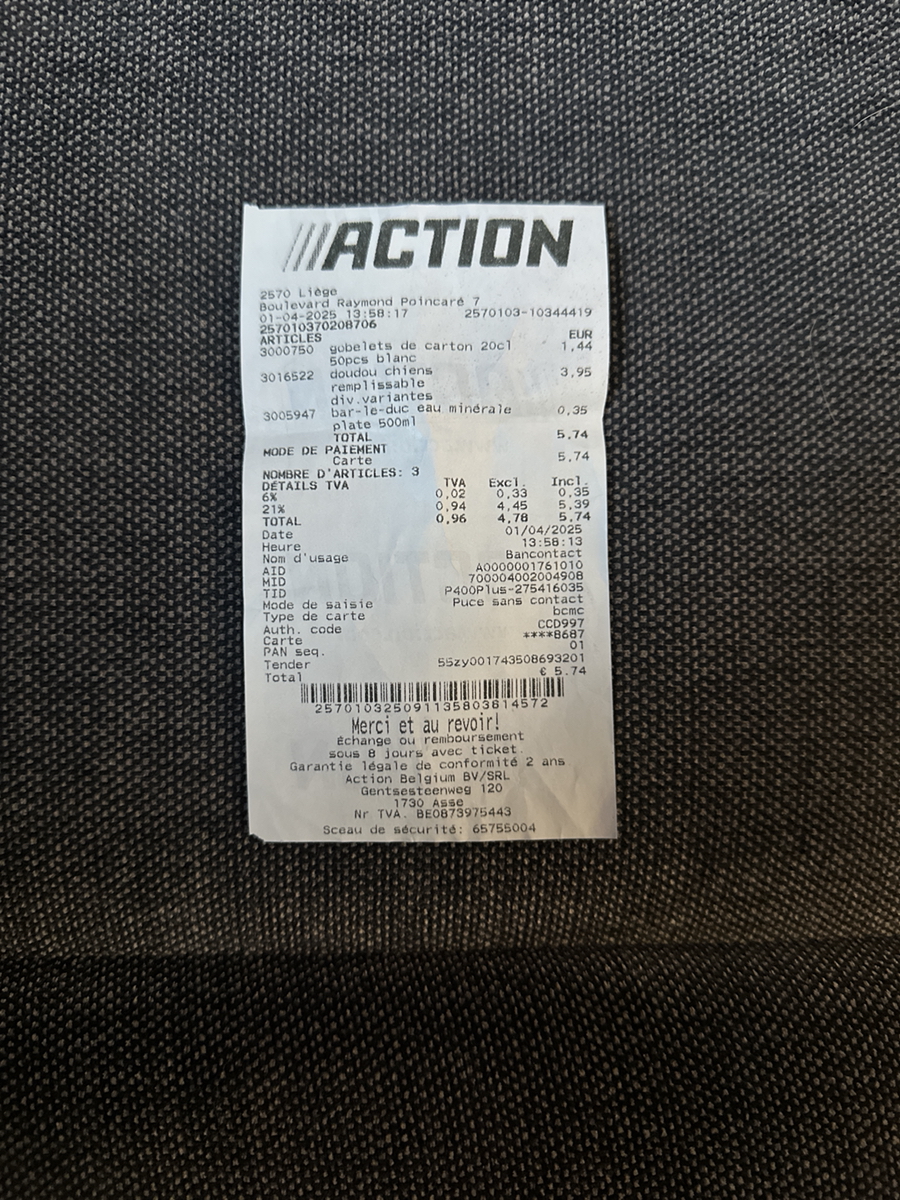 ACTION
2570 Liège
Boulevard Raymond Poincaré 7
01-04-2025 13:58:17 2570103-10344419
257010370208706
ARTICLES EUR
3000750 gobelets de carton 20cl 1,44
50pcs blanc
3016522 doudou chiens 3,95
remplissable
div.variantes
3005947 bar-le-duc eau minérale 0,35
plate 500ml
TOTAL 5,74
MODE DE PAIEMENT
Carte 5,74
NOMBRE D'ARTICLES: 3
DÉTAILS TVA TVA Excl. Incl.
6% 0,02 0,33 0,35
21% 0,94 4,45 5,39
TOTAL 0,96 4,78 5,74
Date 01/04/2025
Heure 13:58:13
Nom d'usage Bancontact
AID A0000001761010
MID 700004002004908
TID P400Plus-275416035
Mode de saisie Puce sans contact
Type de carte bcmc
Auth. code CCD997
Carte ****8687
PAN seq. 01
Tender 55zy001743508693201
Total € 5.74
257010325091135803614572
Merci et au revoir!
Échange ou remboursement
sous 8 jours avec ticket.
Garantie légale de conformité 2 ans
Action Belgium BV/SRL
Gentsesteenweg 120
1730 Asse
Nr TVA. BE0873975443
Sceau de sécurité: 65755004